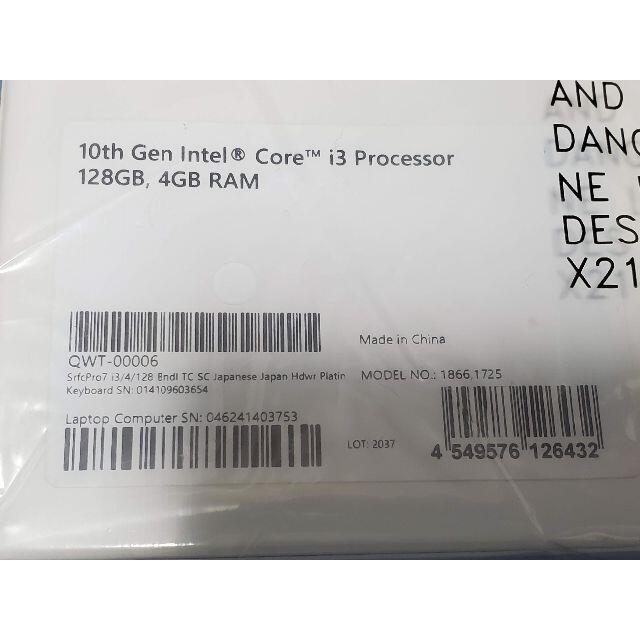 AND
DANG
NE
DES
X21
10th Gen Intel® Core™ i3 Processor
128GB, 4GB RAM
QWT-00006
SrfcPro7 i3/4/128 Bndl TC SC Japanese Japan Hdwr Platin
Keyboard SN: 014109603654
Laptop Computer SN: 046241403753
Made in China
MODEL NO.: 1866,1725
LOT: 2037
4 549576 126432